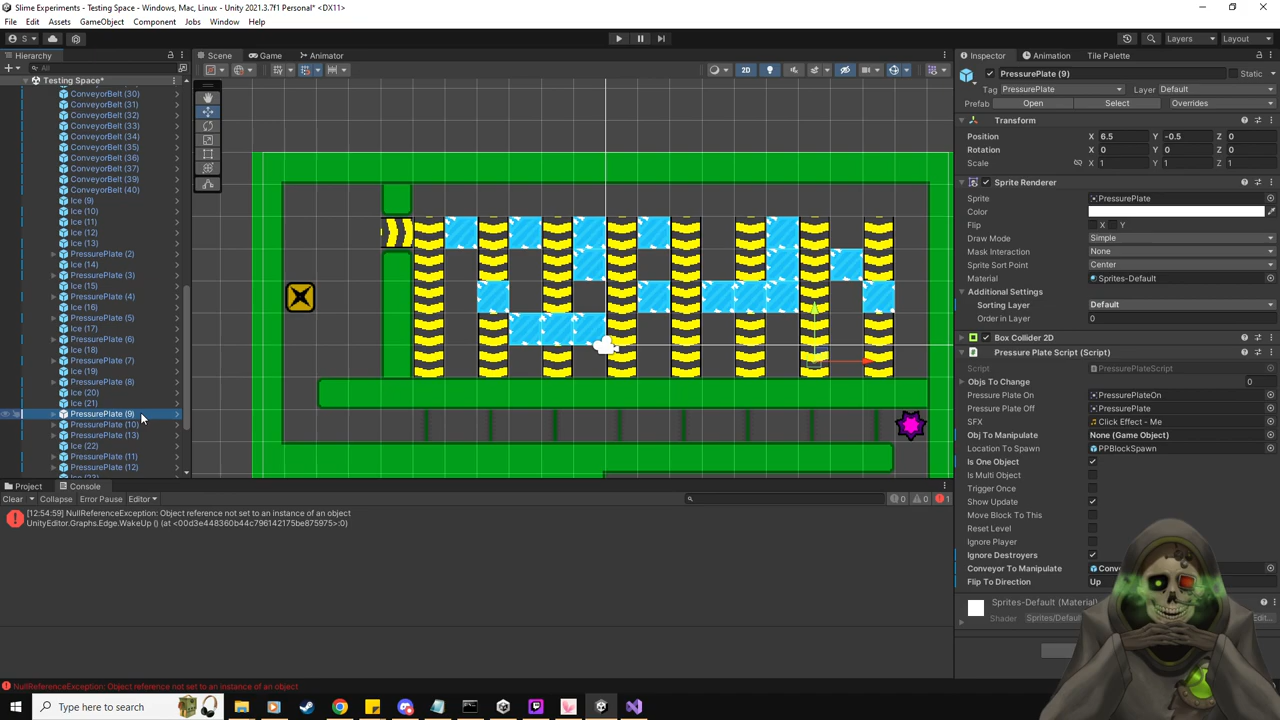 Slime Experiments - Testing Space - Windows, Mac, Linux - Unity 2021.3.7f1 Personal* <DX11>
File Edit Assets GameObject Component Jobs Window Help
S Layers Layout
Hierarchy Scene Game Animator Inspector Animation Tile Palette
All 2D
Testing Space*
ConveyorBelt (30)
ConveyorBelt (31)
ConveyorBelt (32)
ConveyorBelt (33)
ConveyorBelt (34)
ConveyorBelt (35)
ConveyorBelt (36)
ConveyorBelt (37)
ConveyorBelt (39)
ConveyorBelt (40)
Ice (9)
Ice (10)
Ice (11)
Ice (12)
Ice (13)
PressurePlate (2)
Ice (14)
PressurePlate (3)
Ice (15)
PressurePlate (4)
Ice (16)
PressurePlate (5)
Ice (17)
PressurePlate (6)
Ice (18)
PressurePlate (7)
Ice (19)
PressurePlate (8)
Ice (20)
Ice (21)
PressurePlate (9)
PressurePlate (10)
PressurePlate (13)
Ice (22)
PressurePlate (11)
PressurePlate (12)
PressurePlate (9) Static
Tag PressurePlate Layer Default
Prefab Open Select Overrides
Transform
Position X 6.5 Y -0.5 Z 0
Rotation X 0 Y 0 Z 0
Scale X 1 Y 1 Z 1
Sprite Renderer
Sprite PressurePlate
Color
Flip X Y
Draw Mode Simple
Mask Interaction None
Sprite Sort Point Center
Material Sprites-Default
Additional Settings
Sorting Layer Default
Order in Layer 0
Box Collider 2D
Pressure Plate Script (Script)
Script PressurePlateScript
Objs To Change 0
Pressure Plate On PressurePlateOn
Pressure Plate Off PressurePlate
SFX Click Effect - Me
Obj To Manipulate None (Game Object)
Location To Spawn PPBlockSpawn
Is One Object
Is Multi Object
Trigger Once
Show Update
Move Block To This
Reset Level
Ignore Player
Ignore Destroyers
Conveyor To Manipulate Conv
Flip To Direction Up
Sprites-Default (Material)
Shader Sprites/Default Edit...
Project Console
Clear Collapse Error Pause Editor 0 0 1
[12:54:59] NullReferenceException: Object reference not set to an instance of an object
UnityEditor.Graphs.Edge.WakeUp () (at <00d3e448360b44c796142175be875975>:0)
NullReferenceException: Object reference not set to an instance of an object
Type here to search